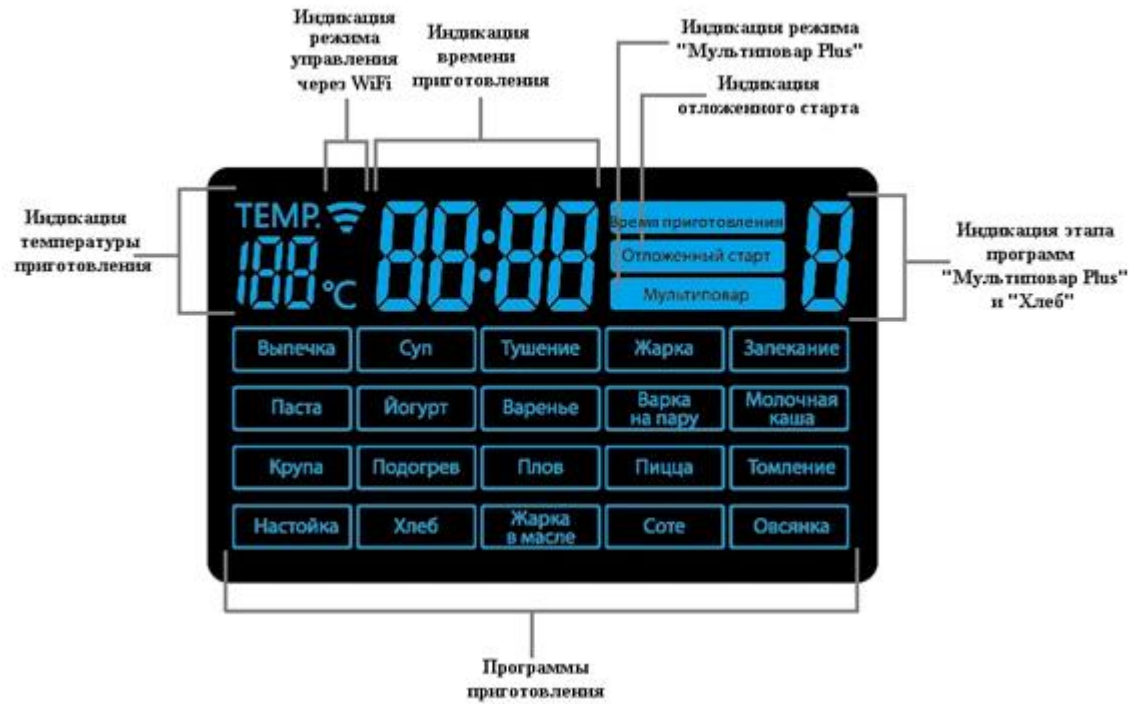 Индикация
режима
управления
через WiFi
Индикация
времени
приготовления
Индикация режима
"Мультиповар Plus"
Индикация
отложенного старта
Индикация
температуры
приготовления
TEMP.
188 °C
88:88
Время приготовления
Отложенный старт
Мультиповар
8
Индикация этапа
программ
"Мультиповар Plus"
и "Хлеб"
Выпечка Суп Тушение Жарка Запекание
Паста Йогурт Варенье Варка
на пару Молочная
каша
Крупа Подогрев Плов Пицца Томление
Настойка Хлеб Жарка
в масле Соте Овсянка
Программы
приготовления